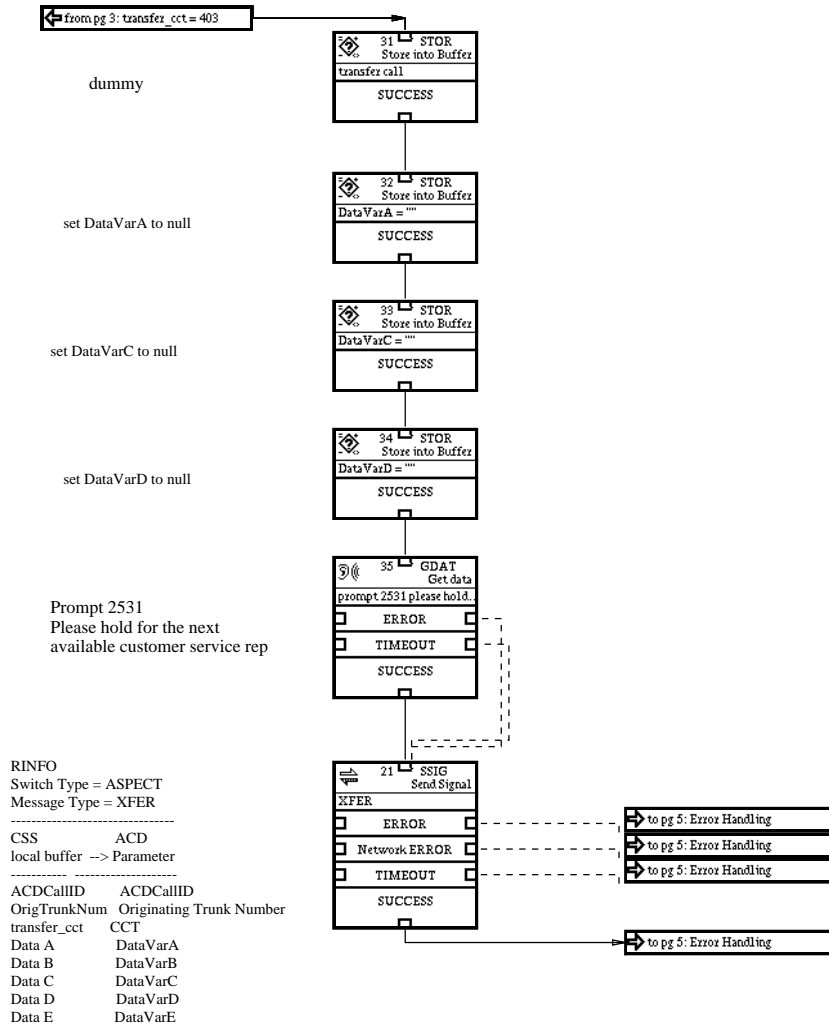 from pg 3: transfer_cct = 403
31 STOR
Store into Buffer
transfer call
SUCCESS
dummy
32 STOR
Store into Buffer
DataVarA = ""
SUCCESS
set DataVarA to null
33 STOR
Store into Buffer
DataVarC = ""
SUCCESS
set DataVarC to null
34 STOR
Store into Buffer
DataVarD = ""
SUCCESS
set DataVarD to null
35 GDAT
Get data
prompt 2531 please hold..
ERROR
TIMEOUT
SUCCESS
Prompt 2531
Please hold for the next
available customer service rep
21 SSIG
Send Signal
XFER
ERROR
Network ERROR
TIMEOUT
SUCCESS
to pg 5: Error Handling
to pg 5: Error Handling
to pg 5: Error Handling
to pg 5: Error Handling
RINFO
Switch Type = ASPECT
Message Type = XFER
--------------------------------
CSS ACD
local buffer --> Parameter
----------- --------------------
ACDCallID ACDCallID
OrigTrunkNum Originating Trunk Number
transfer_cct CCT
Data A DataVarA
Data B DataVarB
Data C DataVarC
Data D DataVarD
Data E DataVarE